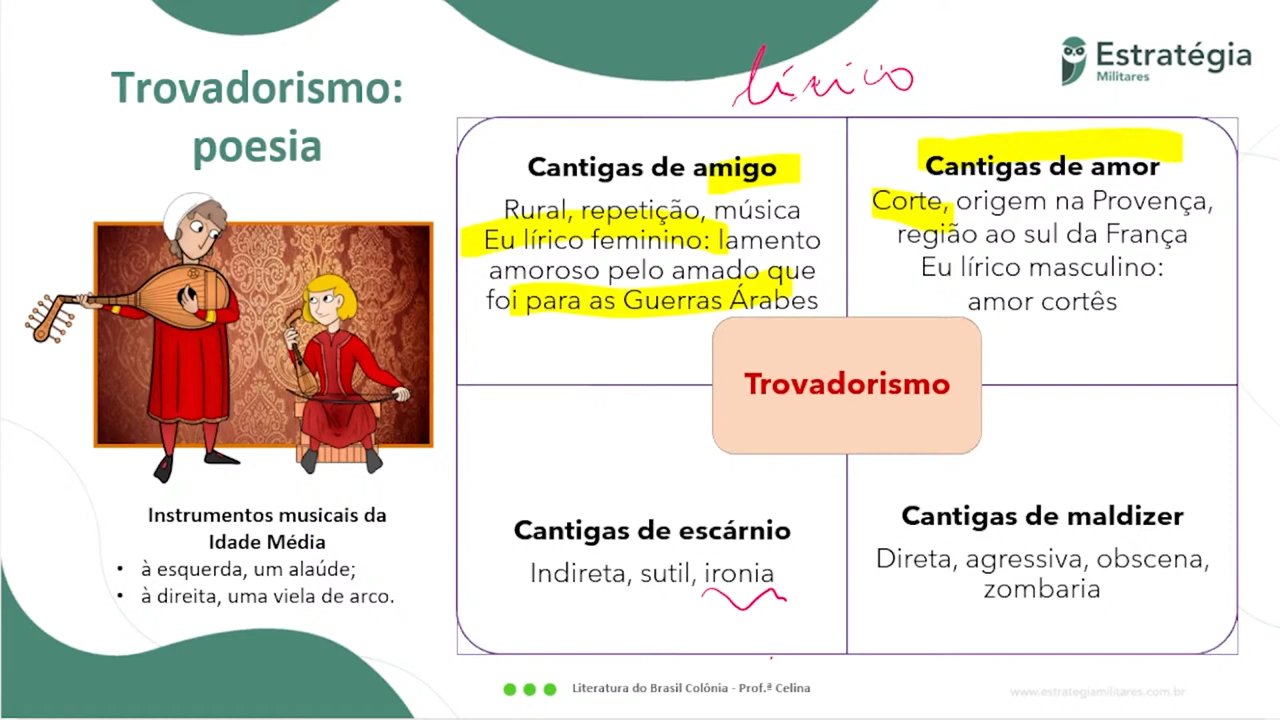 Trovadorismo:
poesia
Instrumentos musicais da
Idade Média
• à esquerda, um alaúde;
• à direita, uma viela de arco.
lírico
Estratégia
Militares
Cantigas de amigo
Rural, repetição, música
Eu lírico feminino: lamento
amoroso pelo amado que
foi para as Guerras Árabes
Cantigas de amor
Corte, origem na Provença,
região ao sul da França
Eu lírico masculino:
amor cortês
Trovadorismo
Cantigas de escárnio
Indireta, sutil, ironia
Cantigas de maldizer
Direta, agressiva, obscena,
zombaria
Literatura do Brasil Colônia - Prof.ª Celina
www.estrategiamilitares.com.br